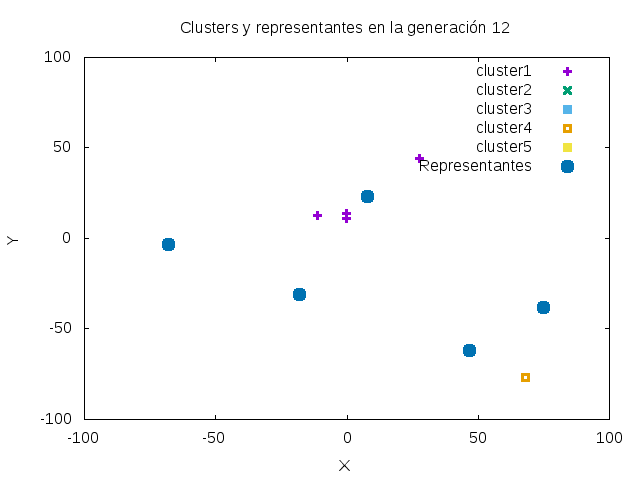 Clusters y representantes en la generación 12
100
50
0
-50
-100
-100
-50
0
50
100
Y
X
cluster1
cluster2
cluster3
cluster4
cluster5
Representantes